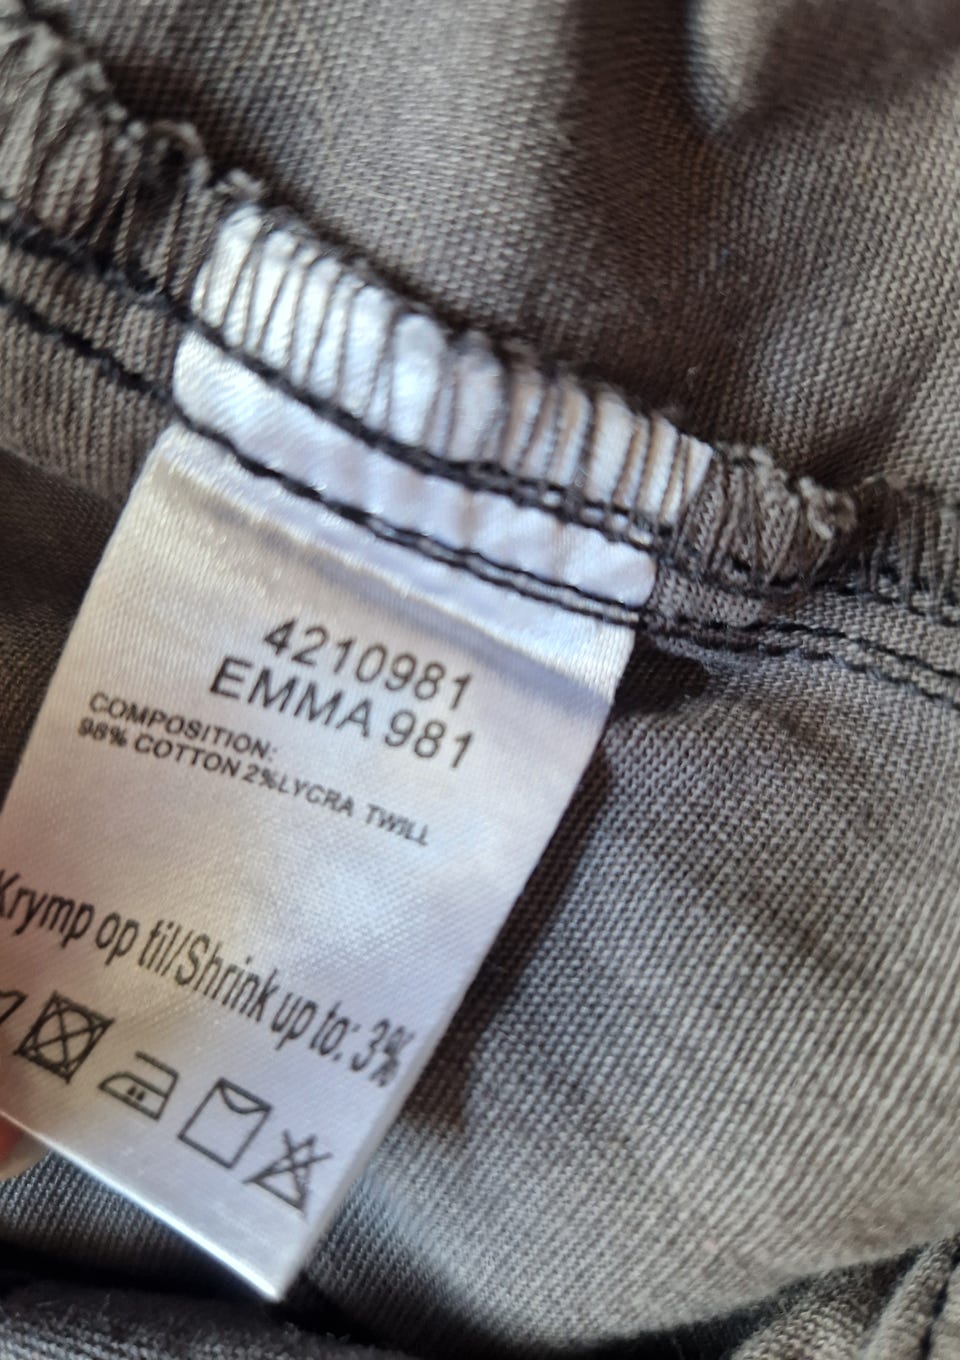 4210981
EMMA 981
COMPOSITION:
98% COTTON 2%LYCRA TWILL
Krymp op til/Shrink up to: 3%